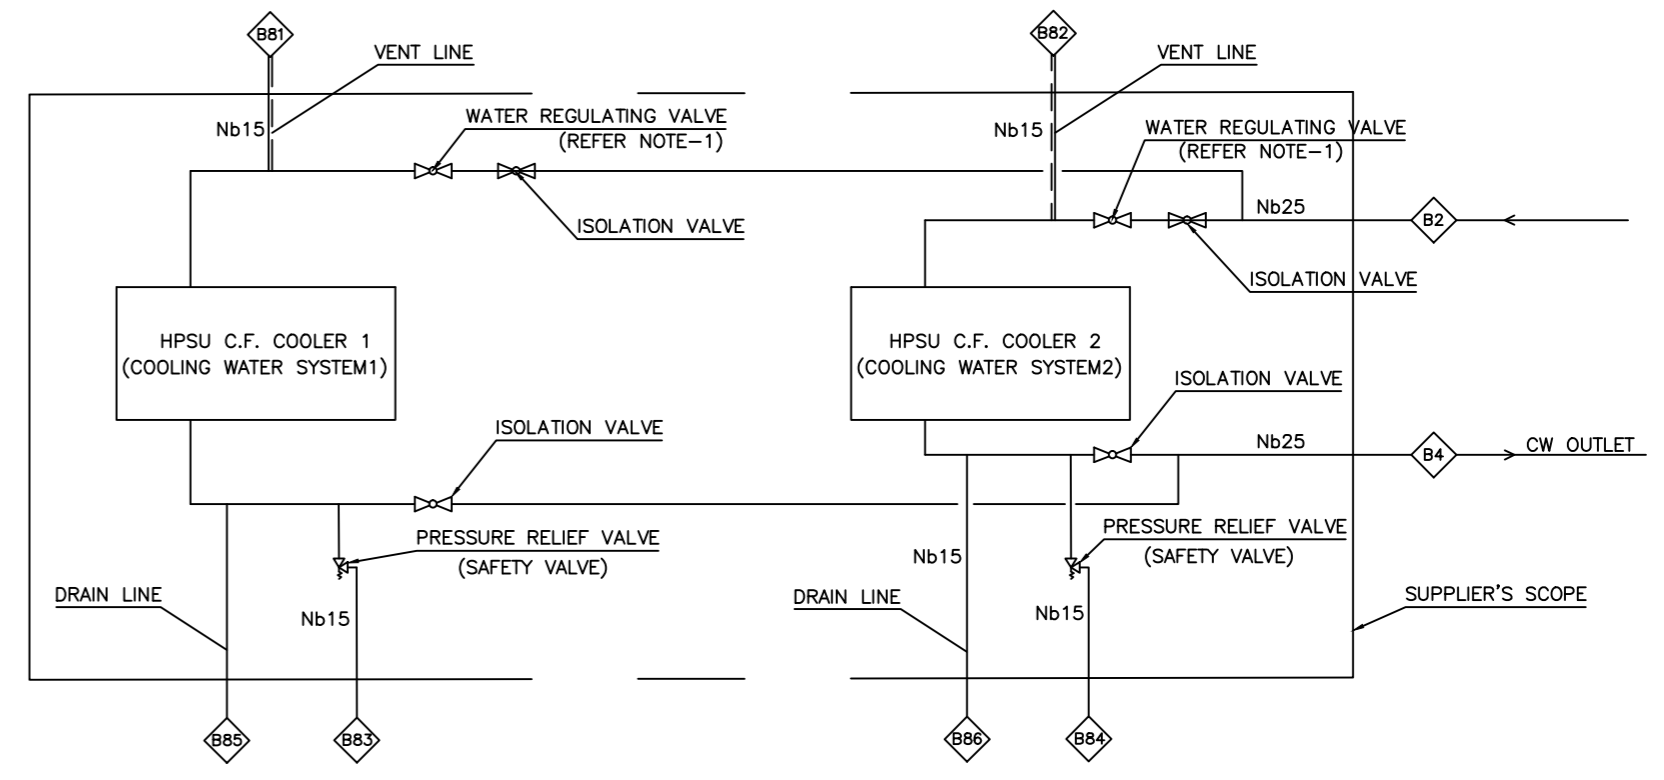 B81
B82
VENT LINE
VENT LINE
Nb15
WATER REGULATING VALVE
(REFER NOTE-1)
Nb15
WATER REGULATING VALVE
(REFER NOTE-1)
ISOLATION VALVE
Nb25
B2
ISOLATION VALVE
HPSU C.F. COOLER 1
(COOLING WATER SYSTEM1)
HPSU C.F. COOLER 2
(COOLING WATER SYSTEM2)
ISOLATION VALVE
ISOLATION VALVE
Nb25
B4
CW OUTLET
PRESSURE RELIEF VALVE
(SAFETY VALVE)
Nb15
PRESSURE RELIEF VALVE
(SAFETY VALVE)
DRAIN LINE
Nb15
DRAIN LINE
Nb15
SUPPLIER'S SCOPE
B85
B83
B86
B84